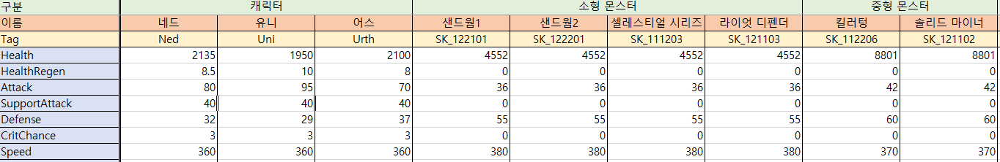 구분 캐릭터 소형 몬스터 중형 몬스터
이름 네드 유니 어스 샌드웜1 샌드웜2 셀레스티얼 시리즈 라이엇 디펜더 킬러텅 솔리드 마이너
Tag Ned Uni Urth SK_122101 SK_122201 SK_111203 SK_121103 SK_112206 SK_121102
Health 2135 1950 2100 4552 4552 4552 4552 8801 8801
HealthRegen 8.5 10 8 0 0 0 0 0 0
Attack 80 95 70 36 36 36 36 42 42
SupportAttack 40 40 40 0 0 0 0 0 0
Defense 32 29 37 55 55 55 55 60 60
CritChance 3 3 3 0 0 0 0 0 0
Speed 360 360 360 380 380 380 380 370 370